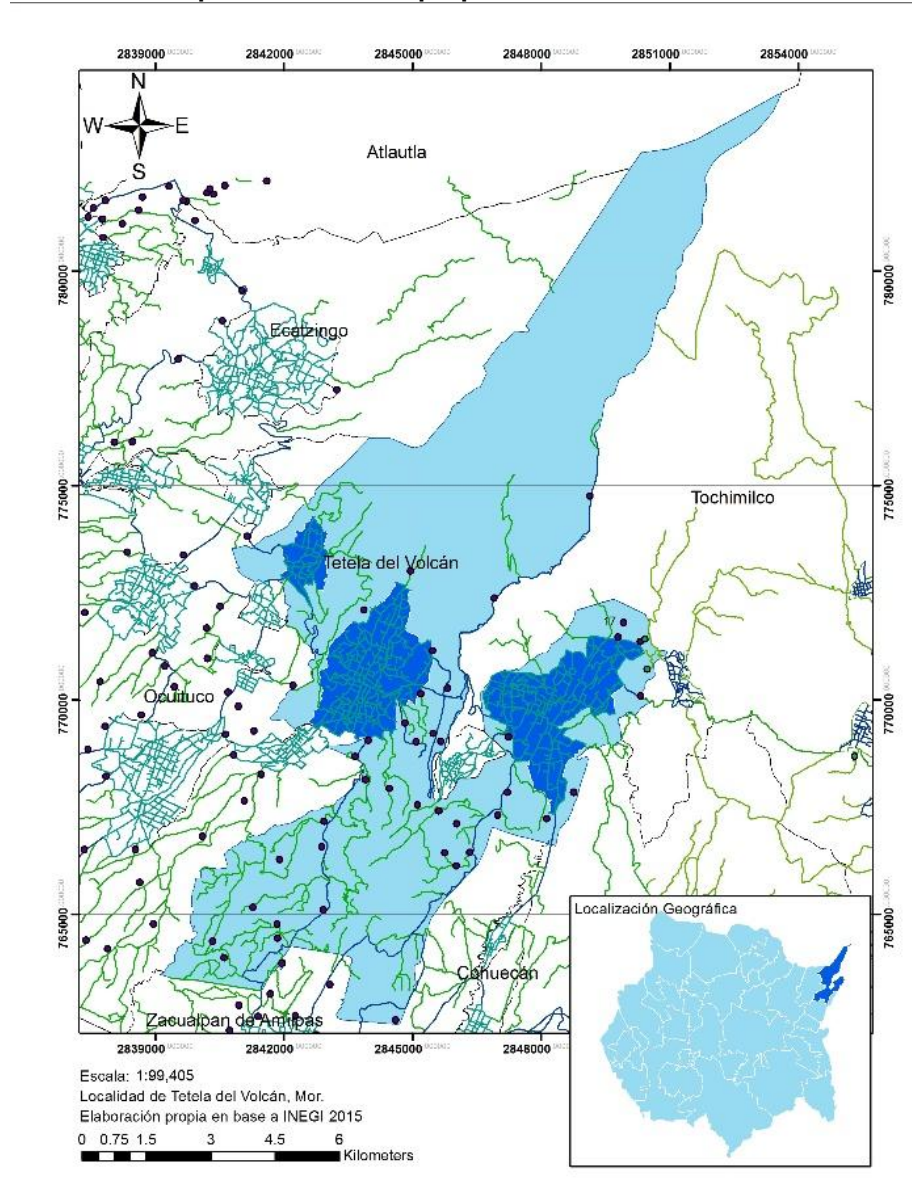 2839000 2842000 2845000 2848000 2851000 2854000
N
W E
S
Atlautla
780000 780000
Ecatzingo
775000 775000
Tochimilco
Tetela del Volcán
17
Ocuituco
770000 770000
765000 765000
Localización Geográfica
Cohuecán
Zacualpan de Amilpas
2839000 2842000 2845000 2848000
Escala: 1:99,405
Localidad de Tetela del Volcán, Mor.
Elaboración propia en base a INEGI 2015
0 0.75 1.5 3 4.5 6
Kilometers